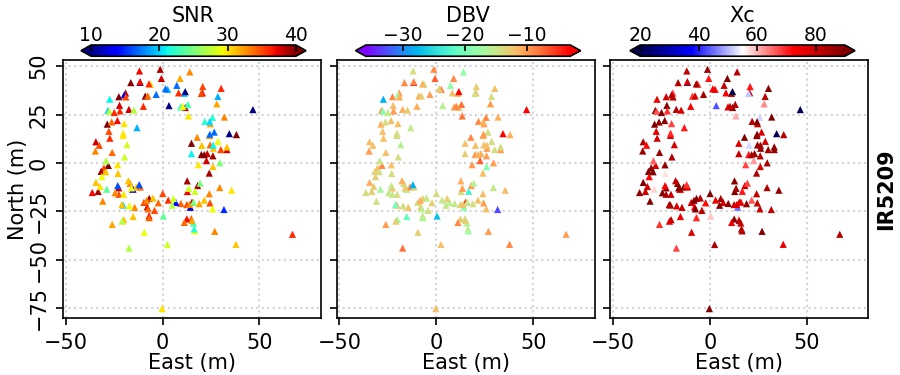 SNR DBV Xc
10 20 30 40 −30 −20 −10 20 40 60 80
50
25
0
−25
−50
−75
North (m)
IR5209
−50 0 50 −50 0 50 −50 0 50
East (m) East (m) East (m)